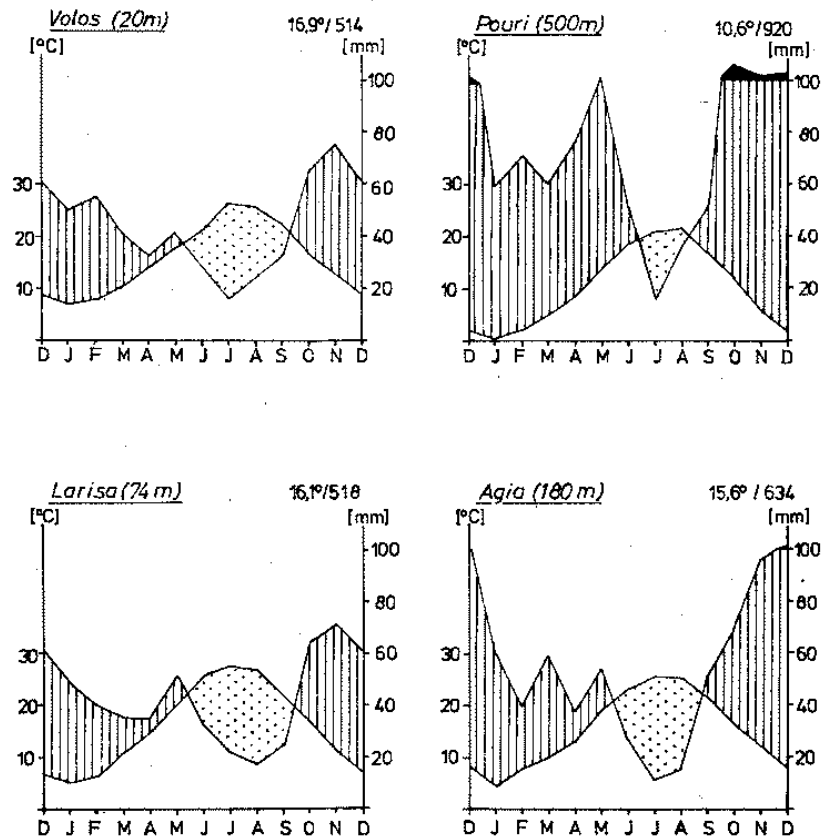 Volos (20m) 16,9°/514
[°C] [mm]
100
80
30 60
20 40
10 20
D J F M A M J J A S O N D
Pouri (500m) 10,6°/920
[°C] [mm]
100
80
30 60
20 40
10 20
D J F M A M J J A S O N D
Larisa (74 m) 16,1°/518
[°C] [mm]
100
80
30 60
20 40
10 20
D J F M A M J J A S O N D
Agia (180 m) 15,6°/634
[°C] [mm]
100
80
30 60
20 40
10 20
D J F M A M J J A S O N D